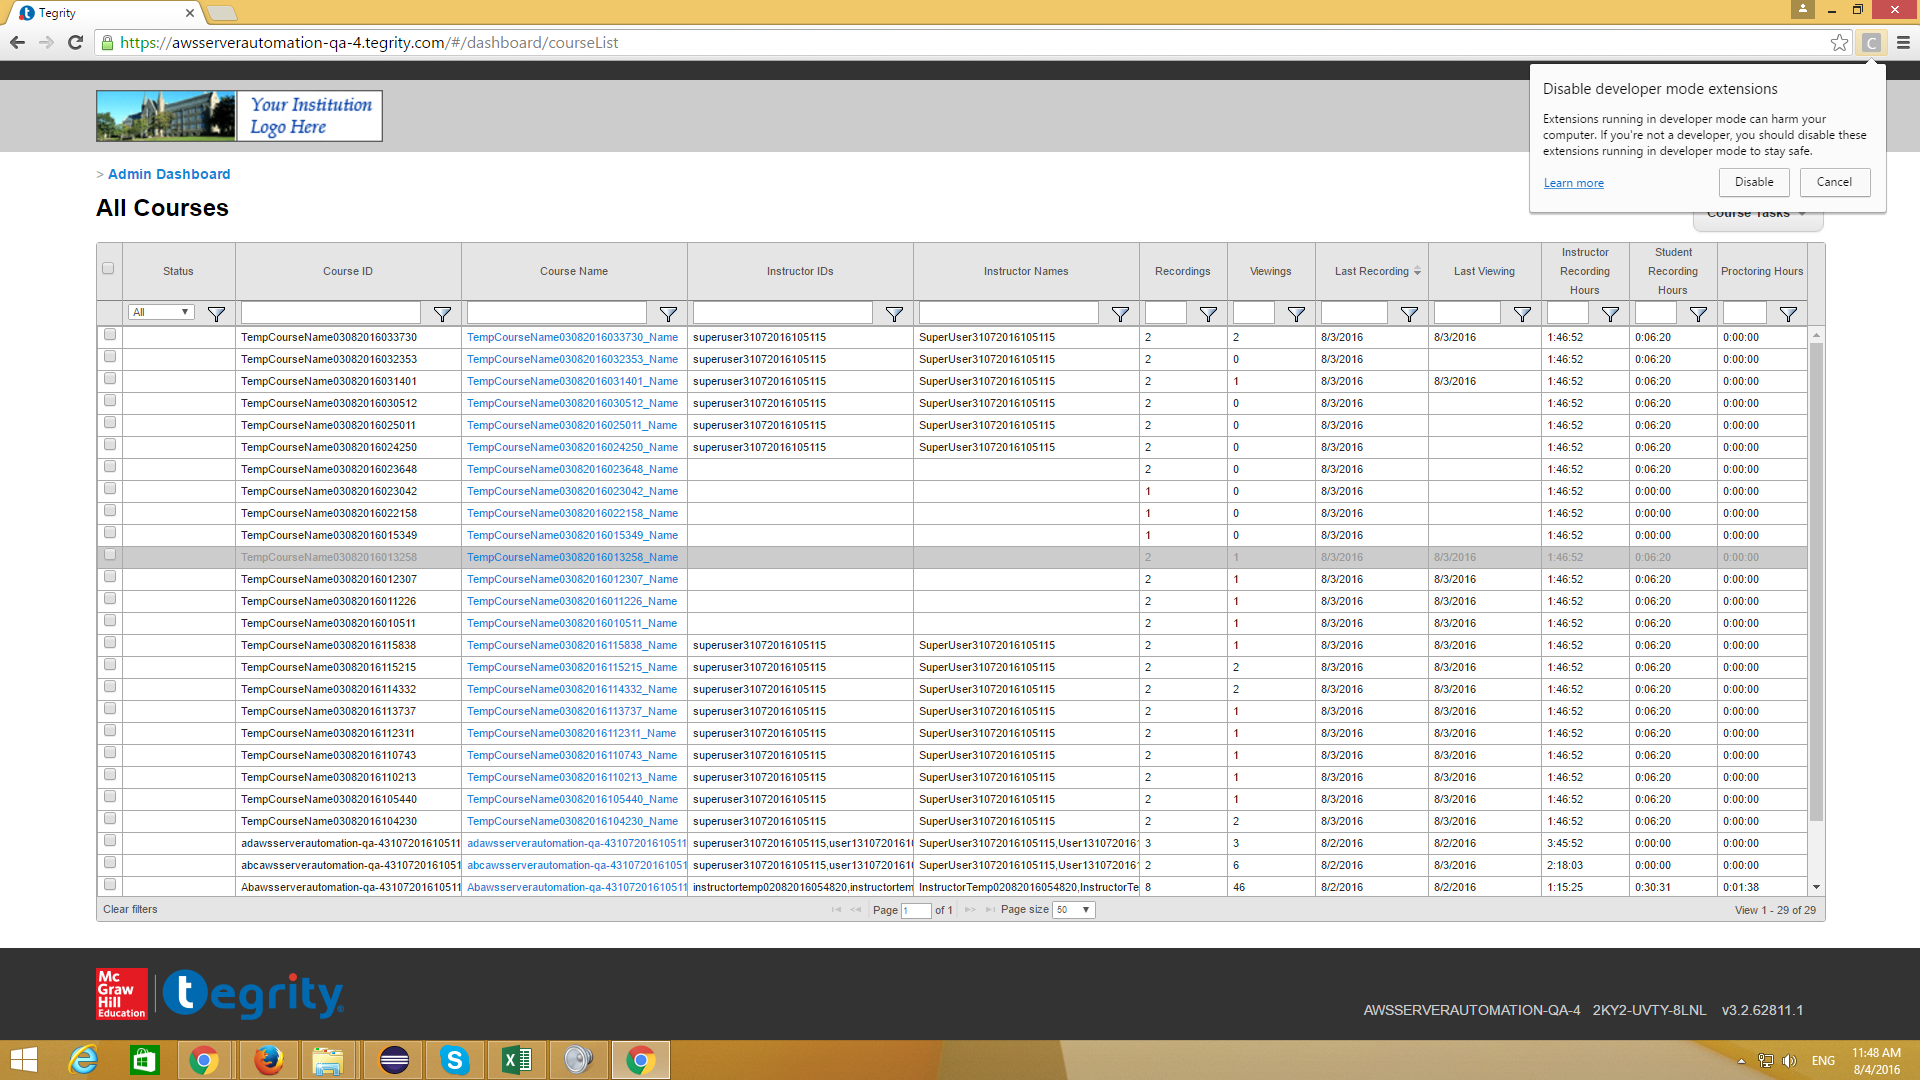 Tegrity
https://awsserverautomation-qa-4.tegrity.com/#/dashboard/courseList
C
Disable developer mode extensions
Extensions running in developer mode can harm your
computer. If you're not a developer, you should disable these
extensions running in developer mode to stay safe.
Learn more Disable Cancel
Your Institution
Logo Here
> Admin Dashboard
All Courses
Course Tasks
Status Course ID Course Name Instructor IDs Instructor Names Recordings Viewings Last Recording Last Viewing Instructor Recording Hours Student Recording Hours Proctoring Hours
All
TempCourseName03082016033730 TempCourseName03082016033730_Name superuser31072016105115 SuperUser31072016105115 2 2 8/3/2016 8/3/2016 1:46:52 0:06:20 0:00:00
TempCourseName03082016032353 TempCourseName03082016032353_Name superuser31072016105115 SuperUser31072016105115 2 0 8/3/2016 1:46:52 0:06:20 0:00:00
TempCourseName03082016031401 TempCourseName03082016031401_Name superuser31072016105115 SuperUser31072016105115 2 1 8/3/2016 8/3/2016 1:46:52 0:06:20 0:00:00
TempCourseName03082016030512 TempCourseName03082016030512_Name superuser31072016105115 SuperUser31072016105115 2 0 8/3/2016 1:46:52 0:06:20 0:00:00
TempCourseName03082016025011 TempCourseName03082016025011_Name superuser31072016105115 SuperUser31072016105115 2 0 8/3/2016 1:46:52 0:06:20 0:00:00
TempCourseName03082016024250 TempCourseName03082016024250_Name superuser31072016105115 SuperUser31072016105115 2 0 8/3/2016 1:46:52 0:06:20 0:00:00
TempCourseName03082016023648 TempCourseName03082016023648_Name 2 0 8/3/2016 1:46:52 0:06:20 0:00:00
TempCourseName03082016023042 TempCourseName03082016023042_Name 1 0 8/3/2016 1:46:52 0:00:00 0:00:00
TempCourseName03082016022158 TempCourseName03082016022158_Name 1 0 8/3/2016 1:46:52 0:00:00 0:00:00
TempCourseName03082016015349 TempCourseName03082016015349_Name 1 0 8/3/2016 1:46:52 0:00:00 0:00:00
TempCourseName03082016013258 TempCourseName03082016013258_Name 2 1 8/3/2016 8/3/2016 1:46:52 0:06:20 0:00:00
TempCourseName03082016012307 TempCourseName03082016012307_Name 2 1 8/3/2016 8/3/2016 1:46:52 0:06:20 0:00:00
TempCourseName03082016011226 TempCourseName03082016011226_Name 2 1 8/3/2016 8/3/2016 1:46:52 0:06:20 0:00:00
TempCourseName03082016010511 TempCourseName03082016010511_Name 2 1 8/3/2016 8/3/2016 1:46:52 0:06:20 0:00:00
TempCourseName03082016115838 TempCourseName03082016115838_Name superuser31072016105115 SuperUser31072016105115 2 1 8/3/2016 8/3/2016 1:46:52 0:06:20 0:00:00
TempCourseName03082016115215 TempCourseName03082016115215_Name superuser31072016105115 SuperUser31072016105115 2 2 8/3/2016 8/3/2016 1:46:52 0:06:20 0:00:00
TempCourseName03082016114332 TempCourseName03082016114332_Name superuser31072016105115 SuperUser31072016105115 2 2 8/3/2016 8/3/2016 1:46:52 0:06:20 0:00:00
TempCourseName03082016113737 TempCourseName03082016113737_Name superuser31072016105115 SuperUser31072016105115 2 1 8/3/2016 8/3/2016 1:46:52 0:06:20 0:00:00
TempCourseName03082016112311 TempCourseName03082016112311_Name superuser31072016105115 SuperUser31072016105115 2 1 8/3/2016 8/3/2016 1:46:52 0:06:20 0:00:00
TempCourseName03082016110743 TempCourseName03082016110743_Name superuser31072016105115 SuperUser31072016105115 2 1 8/3/2016 8/3/2016 1:46:52 0:06:20 0:00:00
TempCourseName03082016110213 TempCourseName03082016110213_Name superuser31072016105115 SuperUser31072016105115 2 1 8/3/2016 8/3/2016 1:46:52 0:06:20 0:00:00
TempCourseName03082016105440 TempCourseName03082016105440_Name superuser31072016105115 SuperUser31072016105115 2 1 8/3/2016 8/3/2016 1:46:52 0:06:20 0:00:00
TempCourseName03082016104230 TempCourseName03082016104230_Name superuser31072016105115 SuperUser31072016105115 2 2 8/3/2016 8/3/2016 1:46:52 0:06:20 0:00:00
adawsserverautomation-qa-43107201610511 adawsserverautomation-qa-43107201610511 superuser31072016105115,user13107201610 SuperUser31072016105115,User1310720161 3 3 8/2/2016 8/2/2016 3:45:52 0:00:00 0:00:00
abcawsserverautomation-qa-4310720161051 abcawsserverautomation-qa-4310720161051 superuser31072016105115,user13107201610 SuperUser31072016105115,User1310720161 2 6 8/2/2016 8/3/2016 2:18:03 0:00:00 0:00:00
Abawsserverautomation-qa-43107201610511 Abawsserverautomation-qa-43107201610511 instructortemp02082016054820,instructortem InstructorTemp02082016054820,InstructorTe 8 46 8/2/2016 8/2/2016 1:15:25 0:30:31 0:01:38
Clear filters Page 1 of 1 Page size 50 View 1 - 29 of 29
Mc
Graw
Hill
Education
tegrity
AWSSERVERAUTOMATION-QA-4 2KY2-UVTY-8LNL v3.2.62811.1
ENG
11:48 AM
8/4/2016